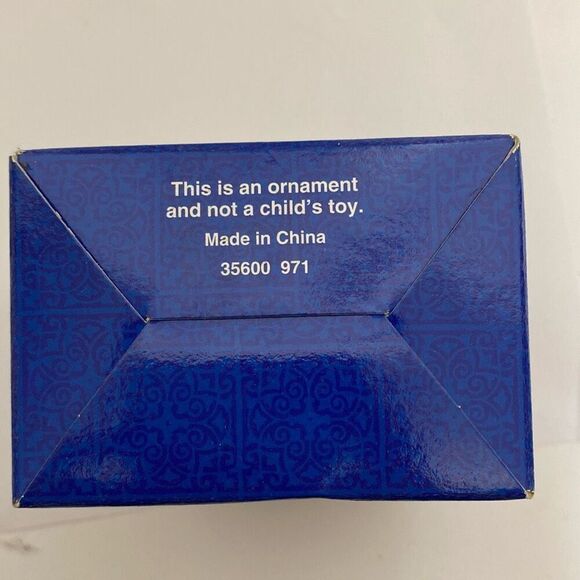 This is an ornament
and not a child's toy.
Made in China
35600 971